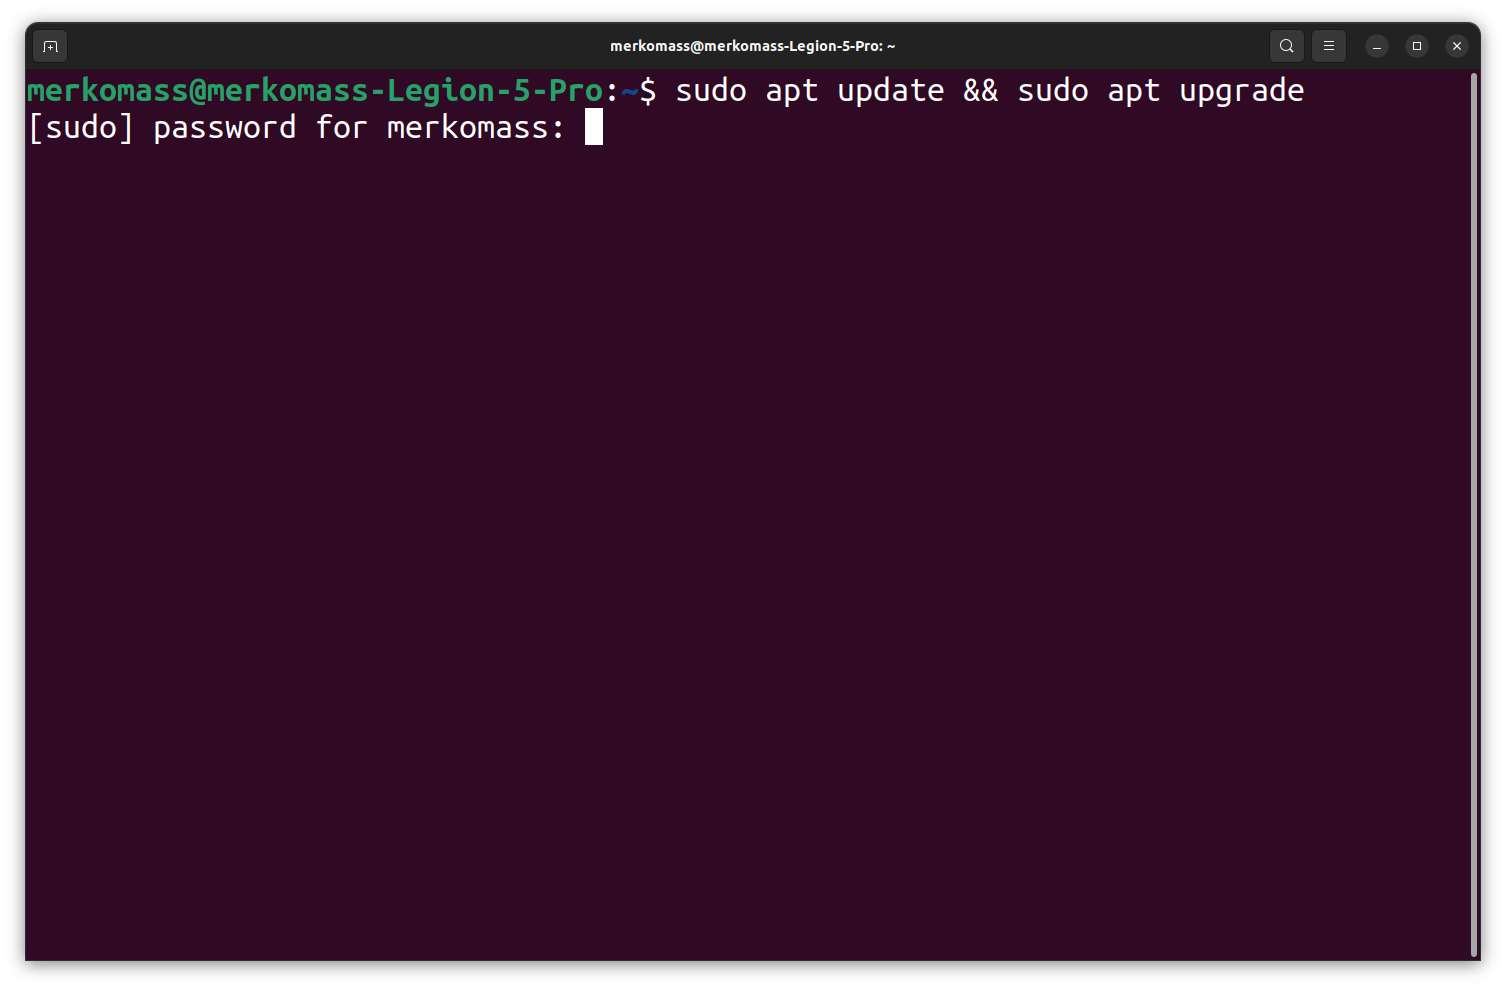 merkomass@merkomass-Legion-5-Pro: ~
merkomass@merkomass-Legion-5-Pro:~$ sudo apt update && sudo apt upgrade
[sudo] password for merkomass: